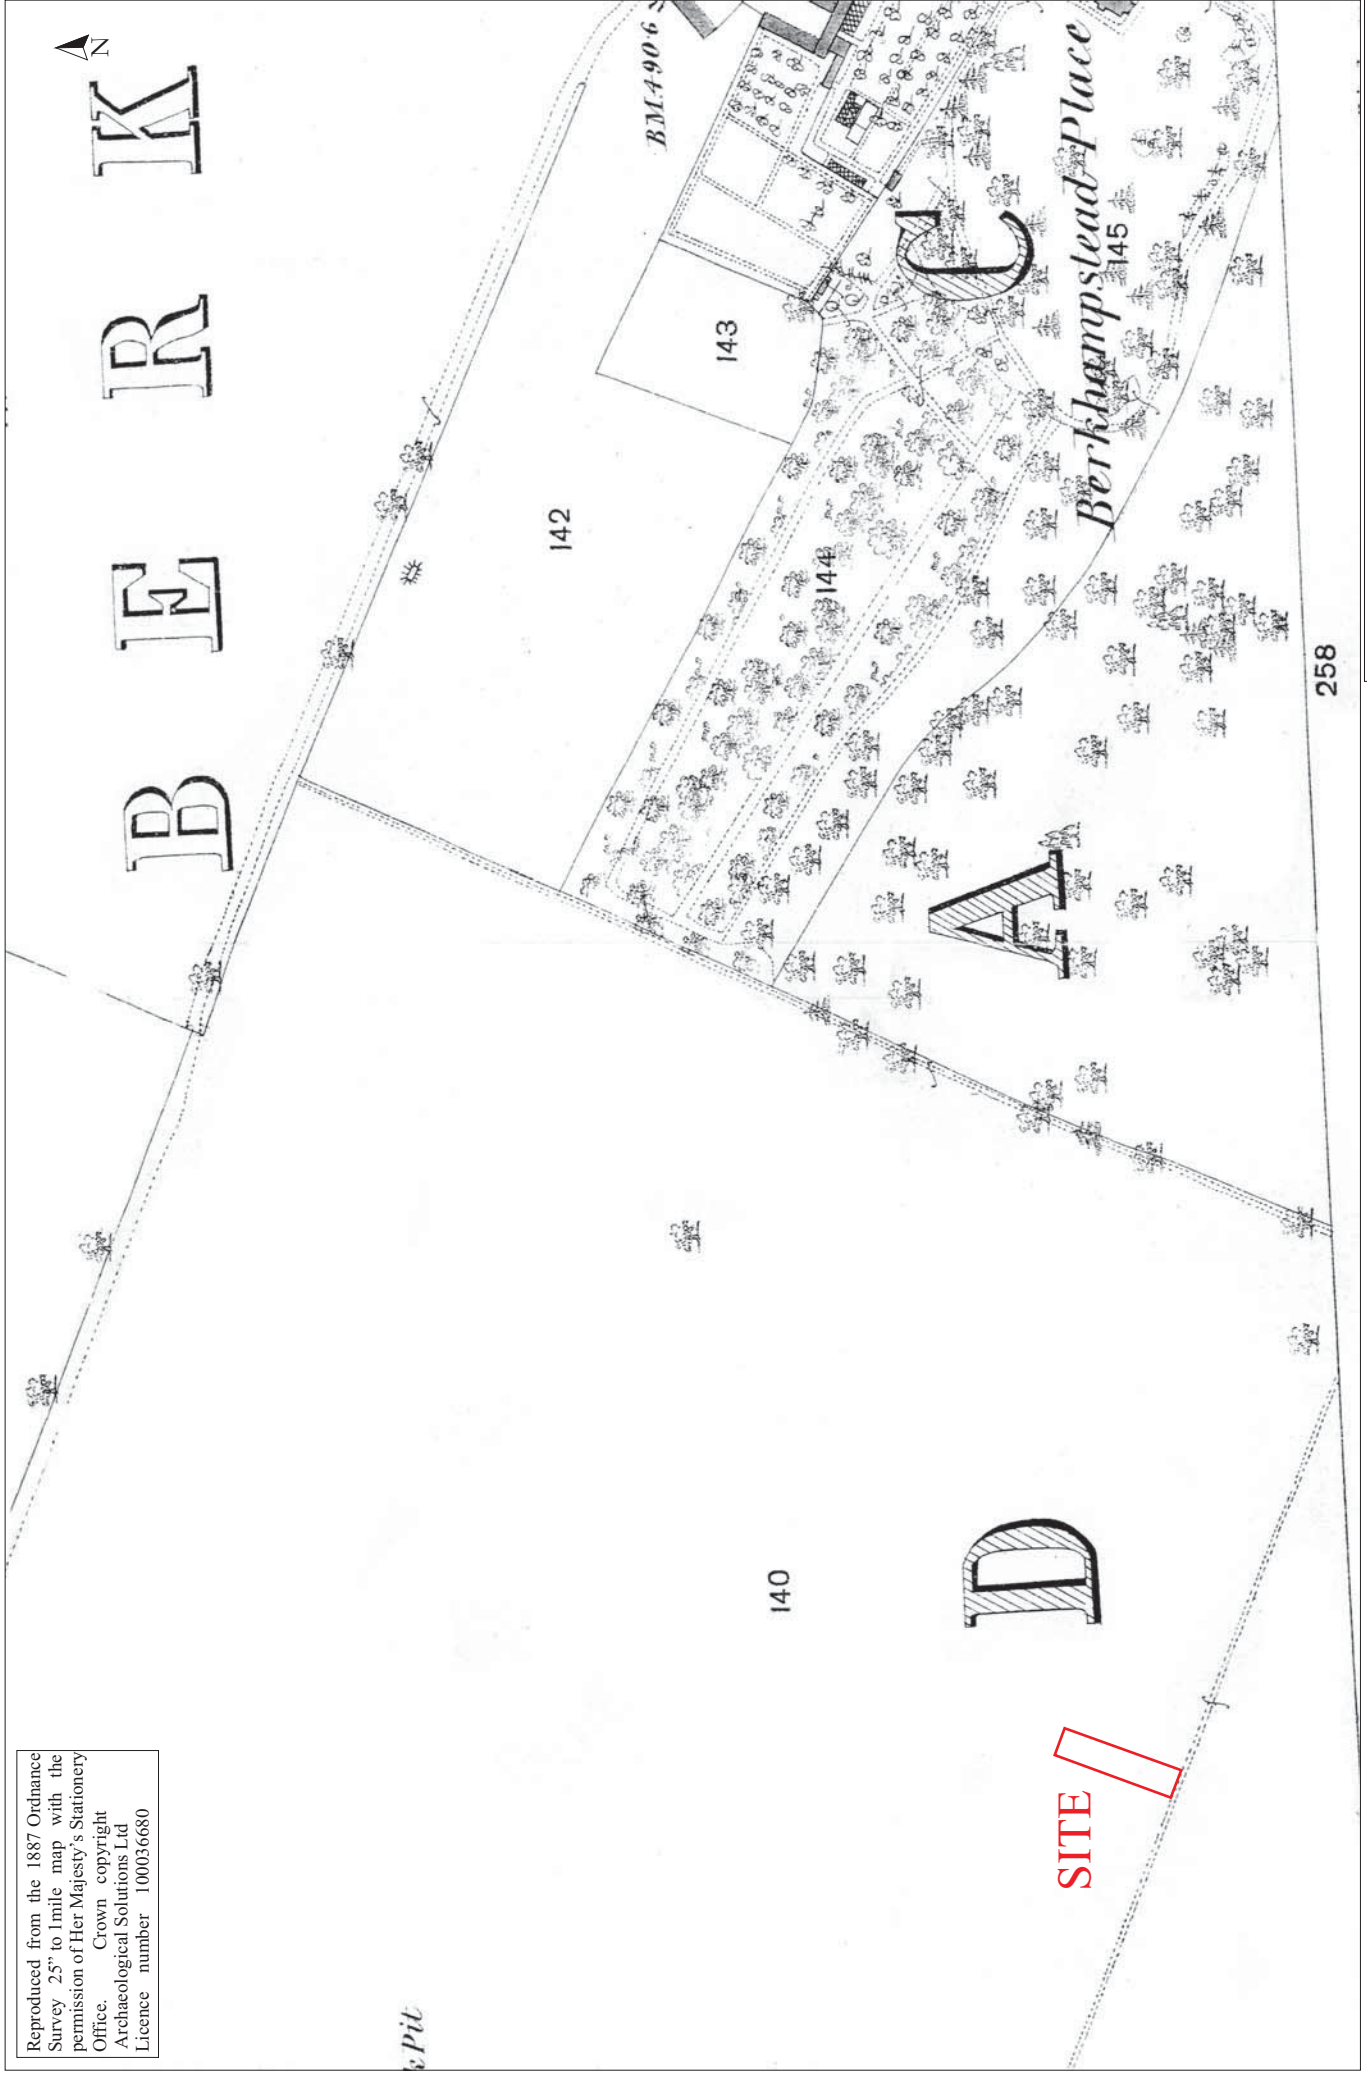 Reproduced from the 1887 Ordnance
Survey 25” to 1mile map with the
permission of Her Majesty’s Stationery
Office. Crown copyright
Archaeological Solutions Ltd
Licence number 100036680
N
B E R K
BM.490·6
142
143
144
145
Berkhampstead Place
C
A
D
140
258
SITE
Pit